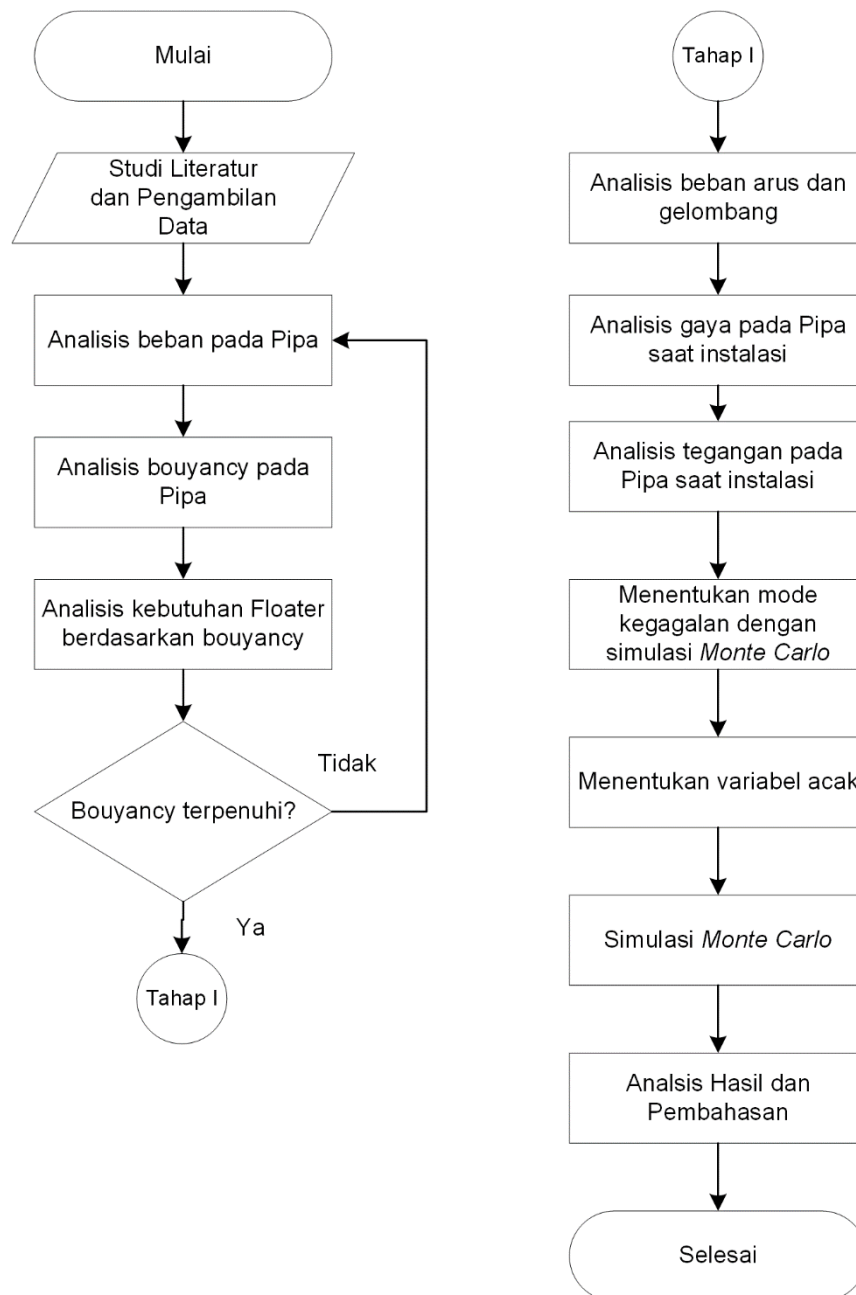 Mulai
Studi Literatur
dan Pengambilan
Data
Analisis beban pada Pipa
Analisis bouyancy pada
Pipa
Analisis kebutuhan Floater
berdasarkan bouyancy
Tidak
Bouyancy terpenuhi?
Ya
Tahap I
Tahap I
Analisis beban arus dan
gelombang
Analisis gaya pada Pipa
saat instalasi
Analisis tegangan pada
Pipa saat instalasi
Menentukan mode
kegagalan dengan
simulasi Monte Carlo
Menentukan variabel acak
Simulasi Monte Carlo
Analsis Hasil dan
Pembahasan
Selesai